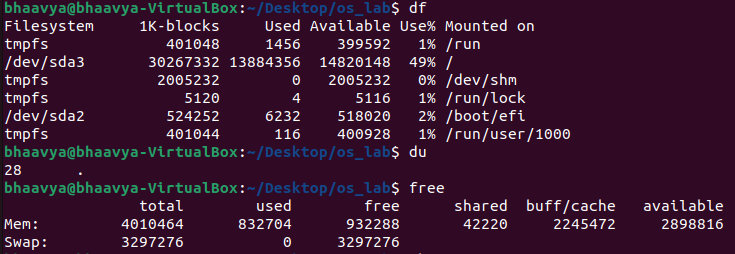 bhaavya@bhaavya-VirtualBox:~/Desktop/os_lab$ df
Filesystem     1K-blocks     Used Available Use% Mounted on
tmpfs             401048     1456    399592   1% /run
/dev/sda3       30267332 13884356  14820148  49% /
tmpfs            2005232        0   2005232   0% /dev/shm
tmpfs               5120        4      5116   1% /run/lock
/dev/sda2         524252     6232    518020   2% /boot/efi
tmpfs             401044      116    400928   1% /run/user/1000
bhaavya@bhaavya-VirtualBox:~/Desktop/os_lab$ du
28      .
bhaavya@bhaavya-VirtualBox:~/Desktop/os_lab$ free
               total        used        free      shared  buff/cache   available
Mem:         4010464      832704      932288       42220     2245472     2898816
Swap:        3297276           0     3297276